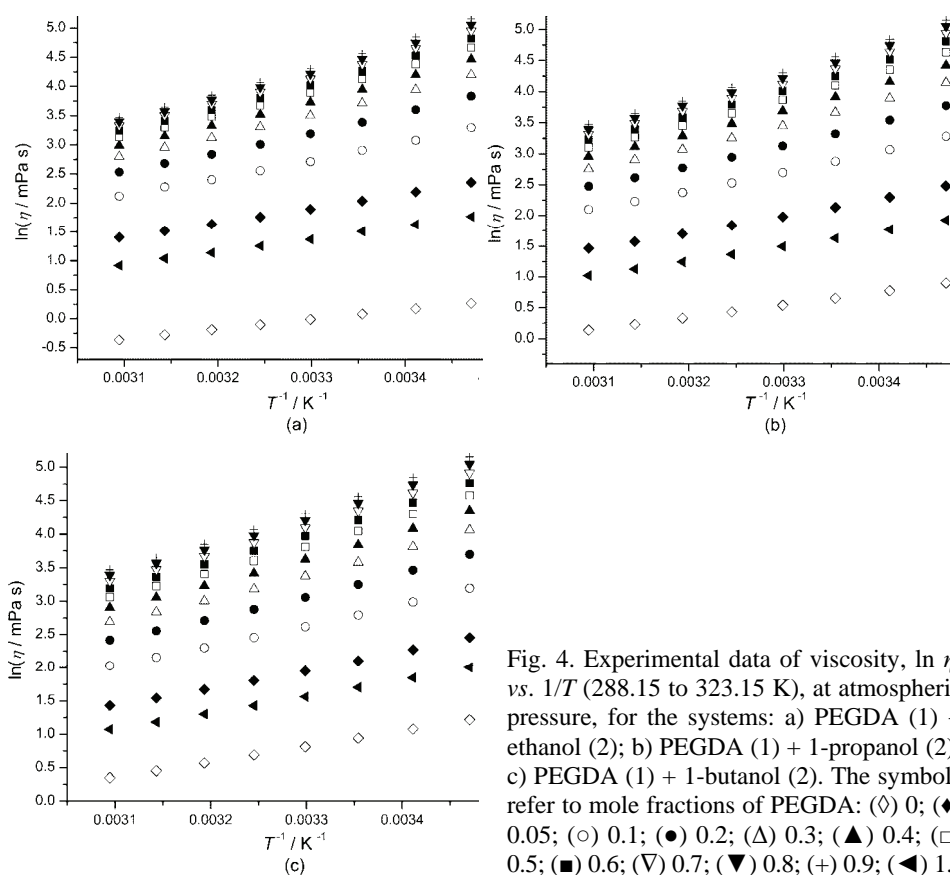 5.0
4.5
4.0
3.5
3.0
2.5
2.0
1.5
1.0
0.5
0.0
-0.5
ln(η / mPa s)
0.0031 0.0032 0.0033 0.0034
T⁻¹ / K⁻¹
(a)
5.0
4.5
4.0
3.5
3.0
2.5
2.0
1.5
1.0
0.5
0.0
ln(η / mPa s)
0.0031 0.0032 0.0033 0.0034
T⁻¹ / K⁻¹
(b)
5.0
4.5
4.0
3.5
3.0
2.5
2.0
1.5
1.0
0.5
0.0
ln(η / mPa s)
0.0031 0.0032 0.0033 0.0034
T⁻¹ / K⁻¹
(c)
Fig. 4. Experimental data of viscosity, ln η
vs. 1/T (288.15 to 323.15 K), at atmospheri
pressure, for the systems: a) PEGDA (1)
ethanol (2); b) PEGDA (1) + 1-propanol (2)
c) PEGDA (1) + 1-butanol (2). The symbol
refer to mole fractions of PEGDA: (◊) 0; (♦
0.05; (○) 0.1; (●) 0.2; (Δ) 0.3; (▲) 0.4; (□
0.5; (■) 0.6; (∇) 0.7; (▼) 0.8; (+) 0.9; (◄) 1.